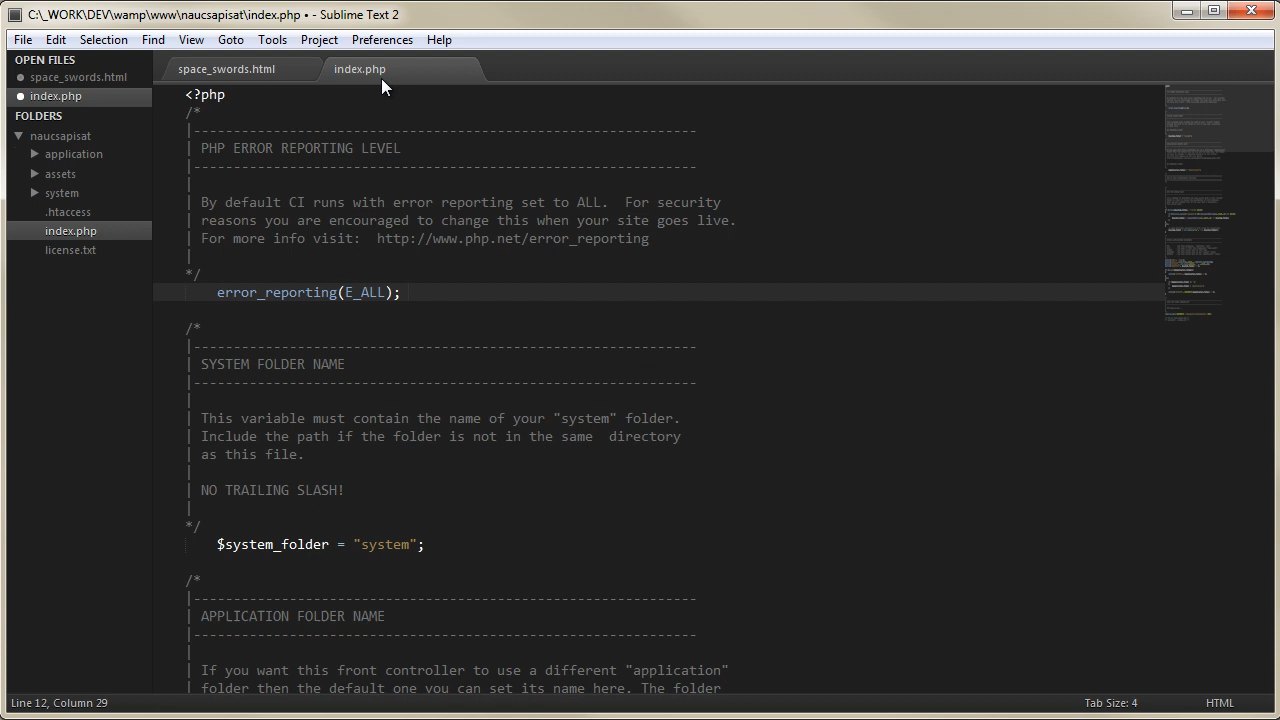 C:\_WORK\DEV\wamp\www\naucsapisat\index.php • - Sublime Text 2
File Edit Selection Find View Goto Tools Project Preferences Help
OPEN FILES
space_swords.html
index.php
FOLDERS
naucsapisat
application
assets
system
.htaccess
index.php
license.txt
space_swords.html index.php
<?php
/*
|---------------------------------------------------------------
| PHP ERROR REPORTING LEVEL
|---------------------------------------------------------------
|
| By default CI runs with error reporting set to ALL.  For security
| reasons you are encouraged to change this when your site goes live.
| For more info visit:  http://www.php.net/error_reporting
|
*/
error_reporting(E_ALL);
/*
|---------------------------------------------------------------
| SYSTEM FOLDER NAME
|---------------------------------------------------------------
|
| This variable must contain the name of your "system" folder.
| Include the path if the folder is not in the same  directory
| as this file.
|
| NO TRAILING SLASH!
|
*/
$system_folder = "system";
/*
|---------------------------------------------------------------
| APPLICATION FOLDER NAME
|---------------------------------------------------------------
|
| If you want this front controller to use a different "application"
| folder then the default one you can set its name here. The folder
Line 12, Column 29
Tab Size: 4
HTML